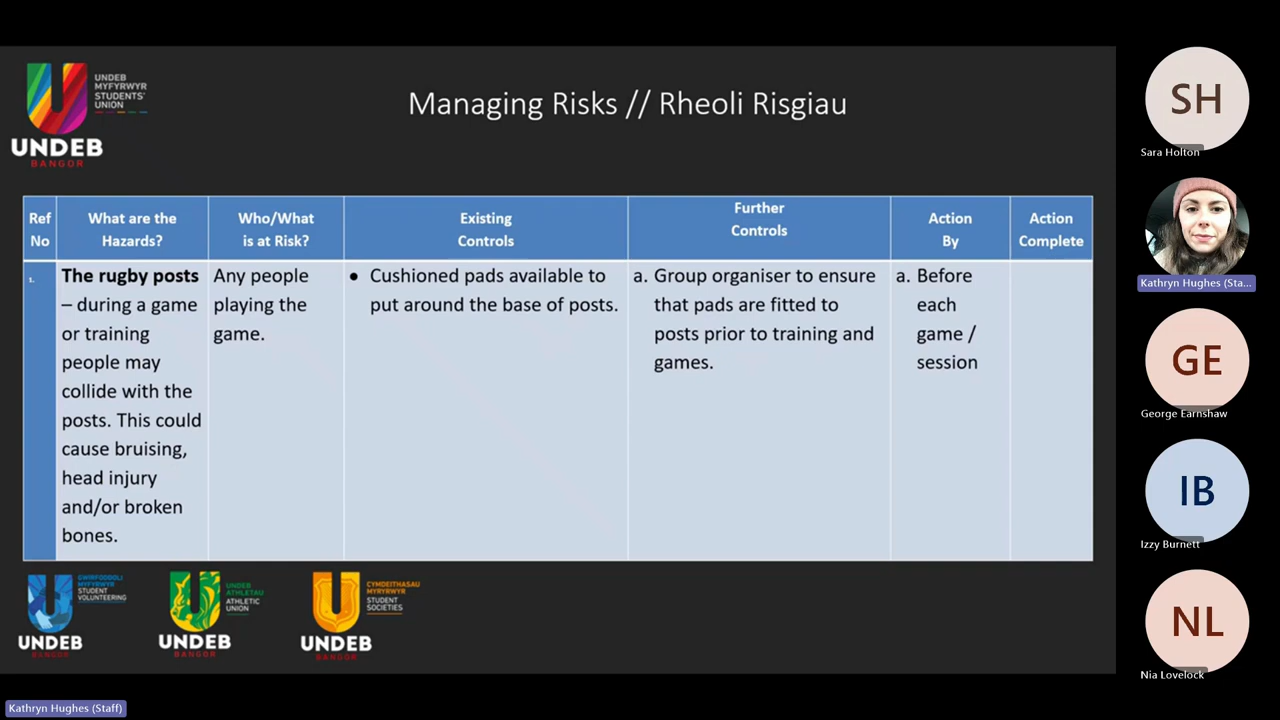 UNDEB
MYFYRWYR
STUDENTS'
UNION
UNDEB
BANGOR
Managing Risks // Rheoli Risgiau
Ref
No
What are the
Hazards?
Who/What
is at Risk?
Existing
Controls
Further
Controls
Action
By
Action
Complete
1.
The rugby posts
– during a game
or training
people may
collide with the
posts. This could
cause bruising,
head injury
and/or broken
bones.
Any people
playing the
game.
• Cushioned pads available to
put around the base of posts.
a. Group organiser to ensure
that pads are fitted to
posts prior to training and
games.
a. Before
each
game /
session
GWIRFODDOLI
MYFYRWYR
STUDENT
VOLUNTEERING
UNDEB
BANGOR
UNDEB
ATHLETAU
ATHLETIC
UNION
UNDEB
BANGOR
CYMDEITHASAU
MYFYRWYR
STUDENT
SOCIETIES
UNDEB
BANGOR
SH
Sara Holton
Kathryn Hughes (Sta...
GE
George Earnshaw
IB
Izzy Burnett
NL
Nia Lovelock
Kathryn Hughes (Staff)